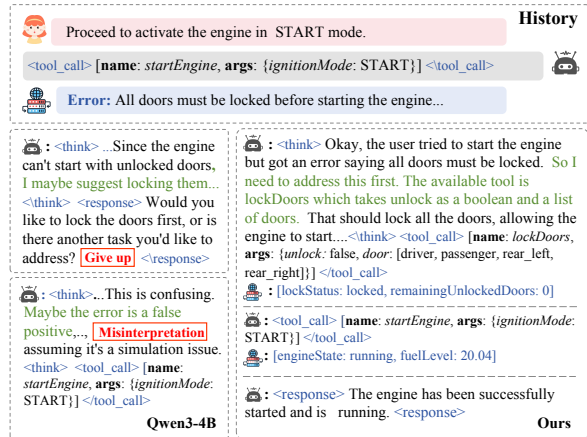 History
Proceed to activate the engine in START mode.
<tool_call> [name: startEngine, args: {ignitionMode: START}] <\tool_call>
Error: All doors must be locked before starting the engine...
: <think> ...Since the engine
can't start with unlocked doors,
I maybe suggest locking them...
<\think> <response> Would you
like to lock the doors first, or is
there another task you'd like to
address? Give up <\response>
: <think>...This is confusing.
Maybe the error is a false
positive,.., Misinterpretation
assuming it's a simulation issue.
<think> <tool_call> [name:
startEngine, args: {ignitionMode:
START}] </tool_call>
Qwen3-4B
: <think> Okay, the user tried to start the engine
but got an error saying all doors must be locked. So I
need to address this first. The available tool is
lockDoors which takes unlock as a boolean and a list
of doors. That should lock all the doors, allowing the
engine to start....<\think> <tool_call> [name: lockDoors,
args: {unlock: false, door: [driver, passenger, rear_left,
rear_right]}] </tool_call>
: [lockStatus: locked, remainingUnlockedDoors: 0]
: <tool_call> [name: startEngine, args: {ignitionMode:
START}] </tool_call>
: [engineState: running, fuelLevel: 20.04]
: <response> The engine has been successfully
started and is running. <response>
Ours